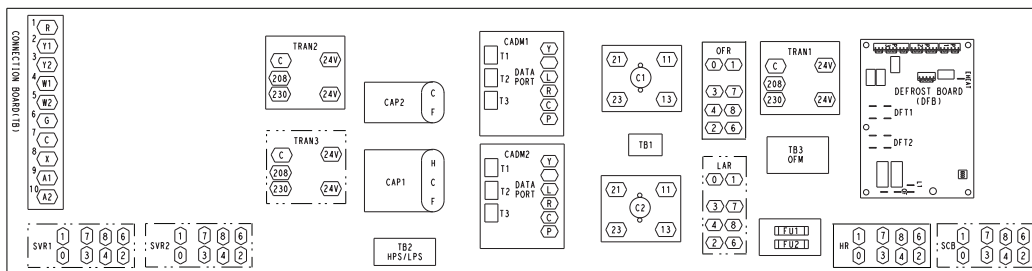 CONNECTION BOARD(TB)
1 R
2 Y1
3 Y2
4 W1
5 W2
6 G
7 C
8 X
9 A1
10 A2
TRAN2
C 24V
208
230 24V
TRAN3
C 24V
208
230 24V
CAP2
C
F
CAP1
H
C
F
TB2
HPS/LPS
CADM1
T1
T2
T3
DATA
PORT
Y
L
R
C
P
CADM2
T1
T2
T3
DATA
PORT
Y
L
R
C
P
21 11
C1
23 13
TB1
21 11
C2
23 13
OFR
0 1
3 7
4 8
2 6
LAR
0 1
3 7
4 8
2 6
TRAN1
C 24V
208
230 24V
TB3
OFM
FU1
FU2
EHEAT
DEFROST BOARD
(DFB)
DFT1
DFT2
SVR1
1 7 8 6
0 3 4 2
SVR2
1 7 8 6
0 3 4 2
HR
1 7 8 6
0 3 4 2
SCB
1 7 8 6
0 3 4 2